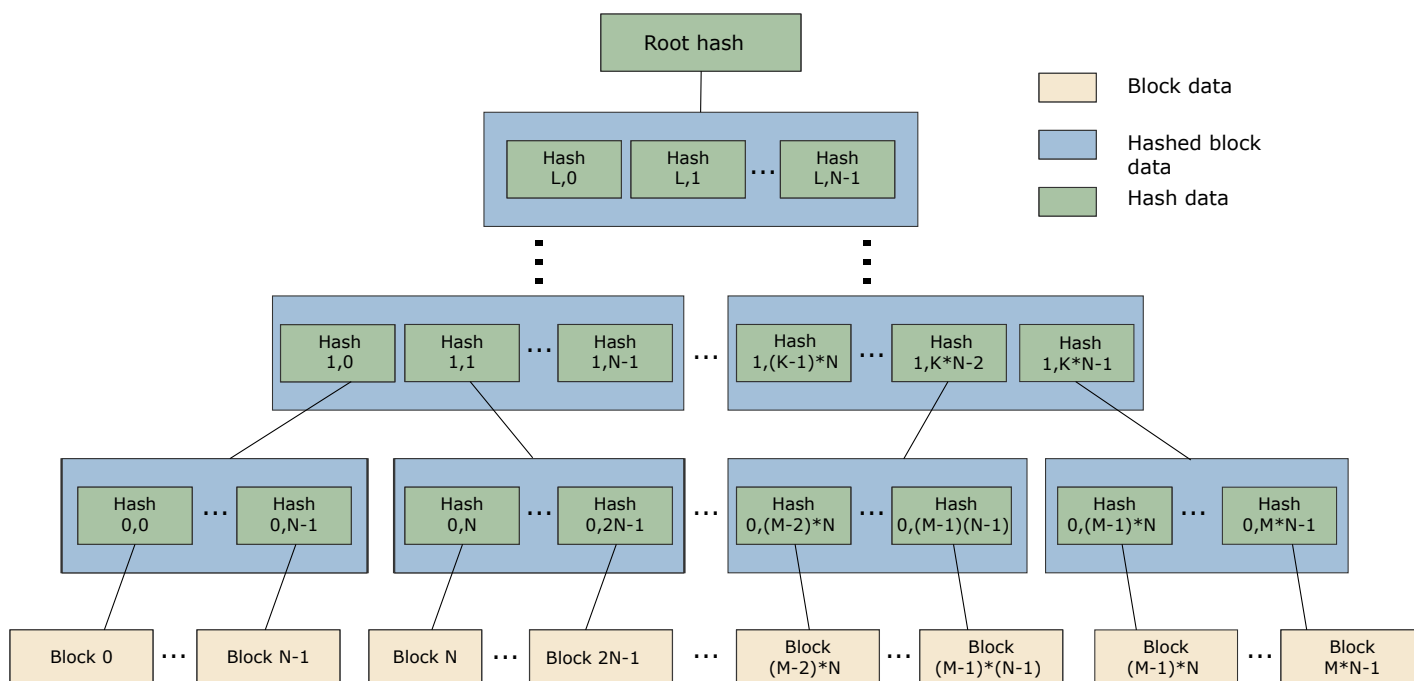 Root hash
Block data
Hashed block
data
Hash data
Hash
L,0
Hash
L,1
...
Hash
L,N-1
Hash
1,0
Hash
1,1
...
Hash
1,N-1
...
Hash
1,(K-1)*N
...
Hash
1,K*N-2
Hash
1,K*N-1
Hash
0,0
...
Hash
0,N-1
Hash
0,N
...
Hash
0,2N-1
...
Hash
0,(M-2)*N
...
Hash
0,(M-1)(N-1)
Hash
0,(M-1)*N
...
Hash
0,M*N-1
Block 0
...
Block N-1
Block N
...
Block 2N-1
...
Block
(M-2)*N
...
Block
(M-1)*(N-1)
Block
(M-1)*N
...
Block
M*N-1